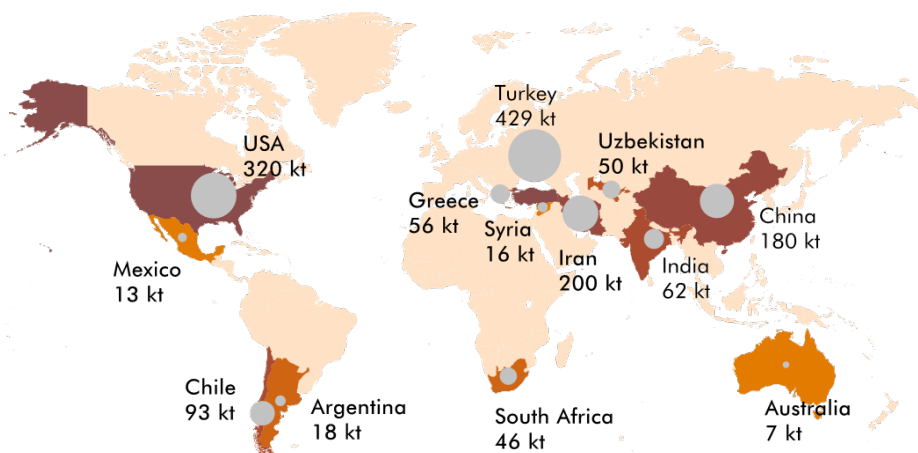 Turkey
429 kt
USA
320 kt
Uzbekistan
50 kt
Greece
56 kt
Syria
16 kt
Iran
200 kt
China
180 kt
India
62 kt
Mexico
13 kt
Chile
93 kt
Argentina
18 kt
South Africa
46 kt
Australia
7 kt